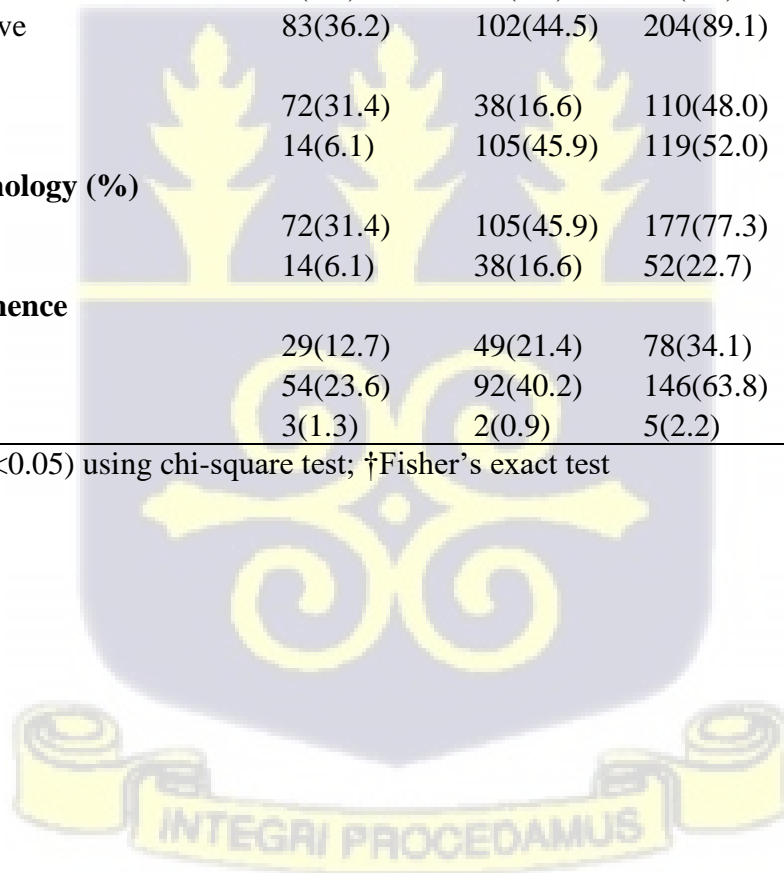 ve 83(36.2) 102(44.5) 204(89.1)
72(31.4) 38(16.6) 110(48.0)
14(6.1) 105(45.9) 119(52.0)
nology (%)
72(31.4) 105(45.9) 177(77.3)
14(6.1) 38(16.6) 52(22.7)
nence
29(12.7) 49(21.4) 78(34.1)
54(23.6) 92(40.2) 146(63.8)
3(1.3) 2(0.9) 5(2.2)
<0.05) using chi-square test; †Fisher’s exact test
INTEGRI PROCEDAMUS